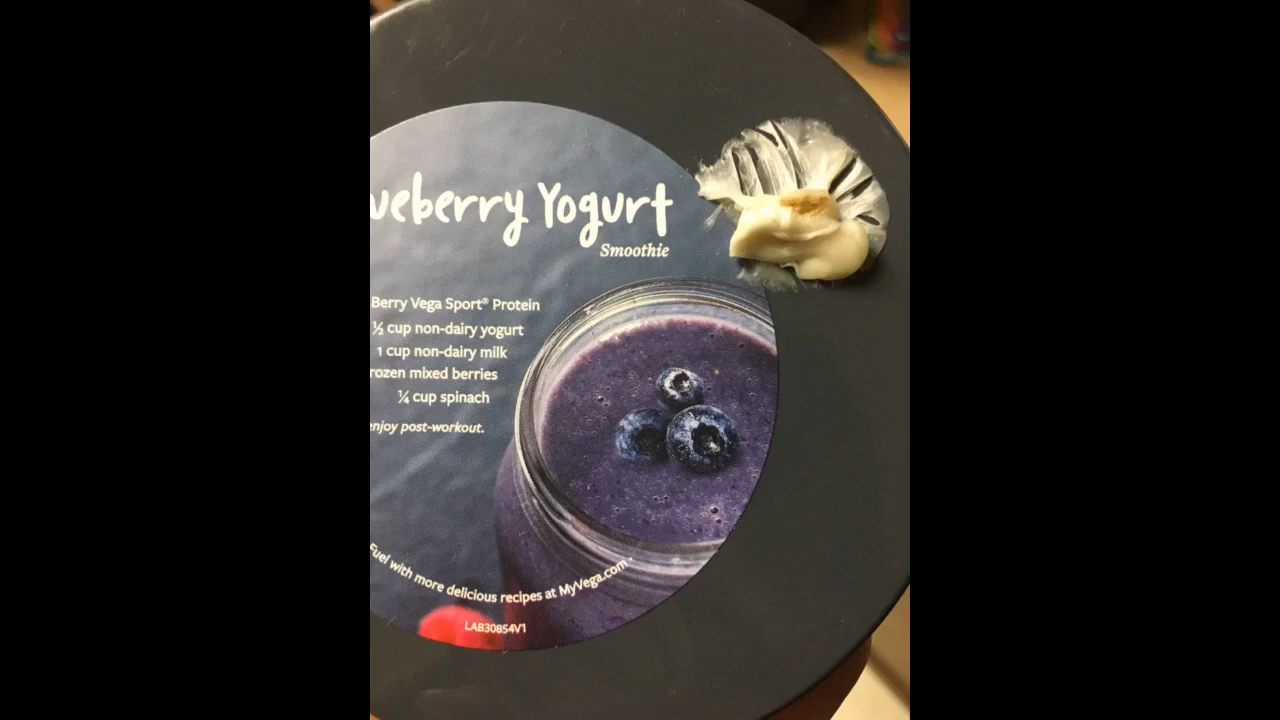 ueberry Yogurt
Smoothie
Berry Vega Sport® Protein
½ cup non-dairy yogurt
1 cup non-dairy milk
rozen mixed berries
¼ cup spinach
enjoy post-workout.
Fuel with more delicious recipes at MyVega.com.
LAB30854V1